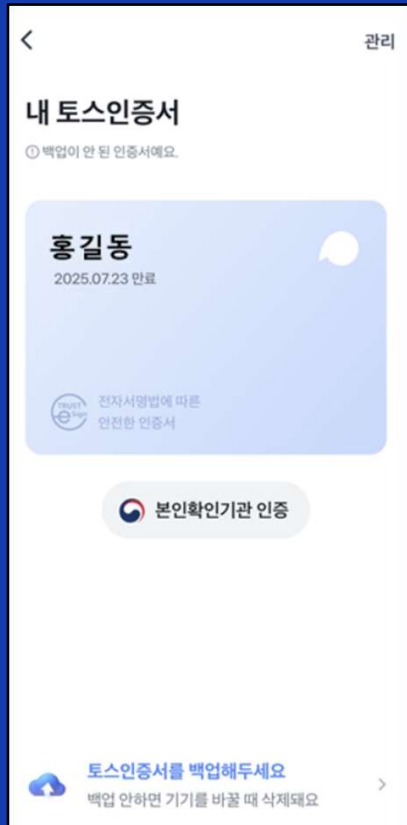 관리
내 토스인증서
백업이 안 된 인증서예요.
홍길동
2025.07.23 만료
TRUST
e Sign
전자서명법에 따른
안전한 인증서
본인확인기관 인증
토스인증서를 백업해두세요
백업 안하면 기기를 바꿀 때 삭제돼요